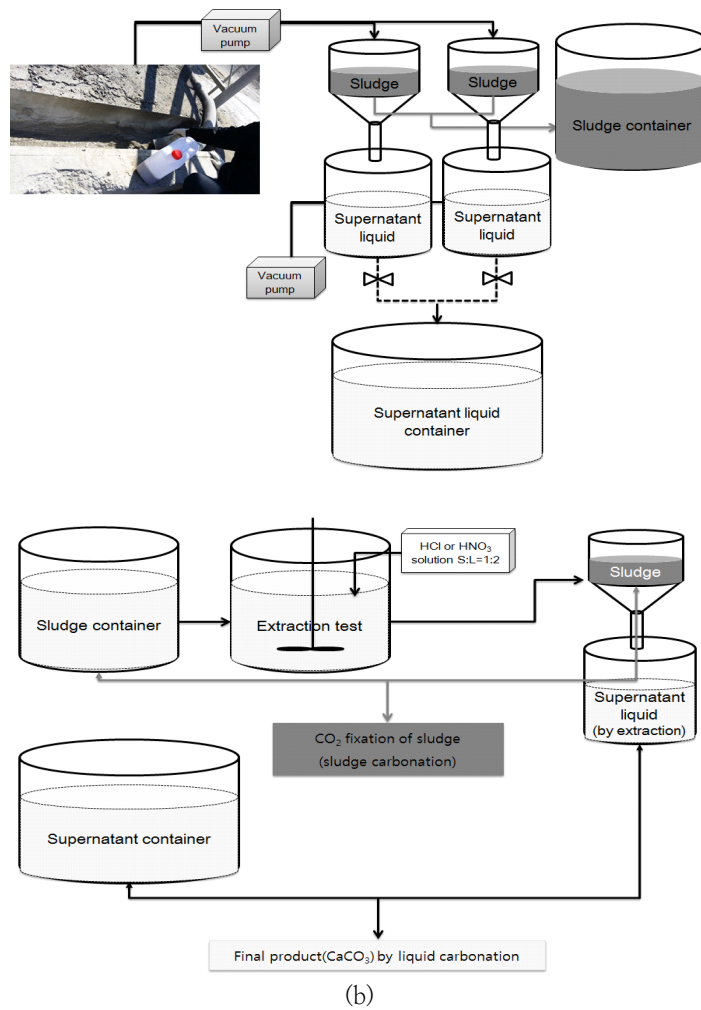 Vacuum
pump
Sludge
Sludge
Sludge container
Supernatant
liquid
Supernatant
liquid
Vacuum
pump
Supernatant liquid
container
HCl or HNO₃
solution S:L=1:2
Sludge
Sludge container
Extraction test
Supernatant
liquid
(by extraction)
CO₂ fixation of sludge
(sludge carbonation)
Supernatant container
Final product(CaCO₃) by liquid carbonation
(b)